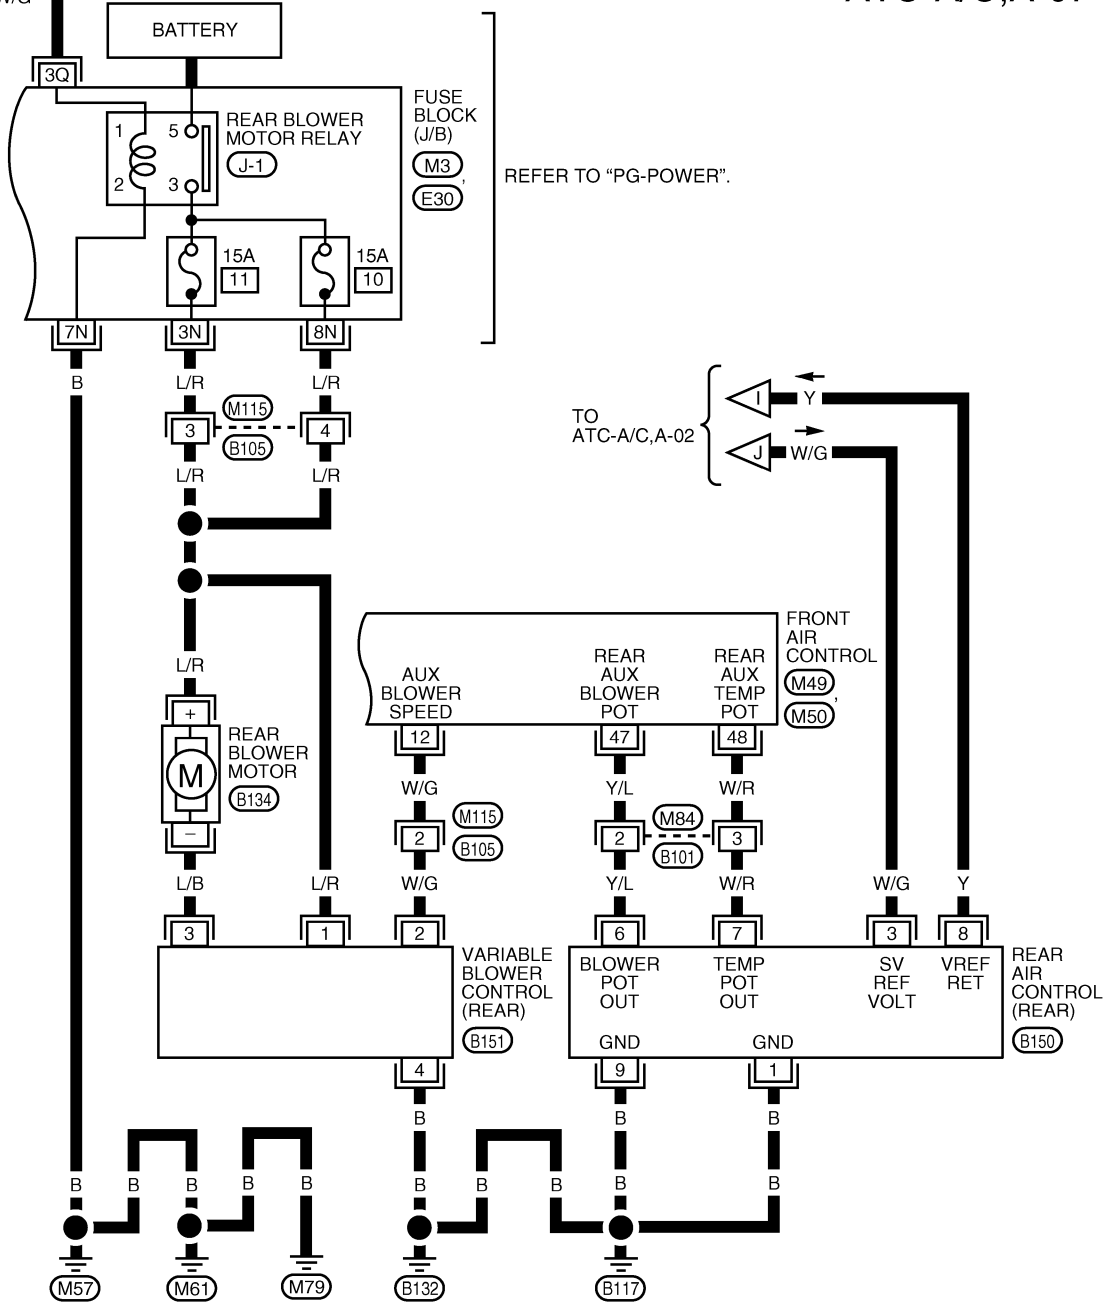 BATTERY
3Q
REAR BLOWER
MOTOR RELAY
J-1
1
5
2
3
FUSE
BLOCK
(J/B)
M3
,
E30
REFER TO “PG-POWER”.
15A
11
15A
10
7N
3N
8N
B
L/R
L/R
M115
3
4
B105
L/R
L/R
TO
ATC-A/C,A-02
I
Y
J
W/G
L/R
+
M
–
REAR
BLOWER
MOTOR
B134
L/B
L/R
FRONT
AIR
CONTROL
M49
,
M50
AUX
BLOWER
SPEED
REAR
AUX
BLOWER
POT
REAR
AUX
TEMP
POT
12
47
48
W/G
Y/L
W/R
M115
2
B105
M84
2
3
B101
W/G
Y/L
W/R
W/G
Y
3
1
2
6
7
3
8
VARIABLE
BLOWER
CONTROL
(REAR)
B151
BLOWER
POT
OUT
TEMP
POT
OUT
SV
REF
VOLT
VREF
RET
REAR
AIR
CONTROL
(REAR)
B150
GND
GND
4
9
1
B
B
B
B
B
B
B
B
B
B
B
B
B
M57
M61
M79
B132
B117